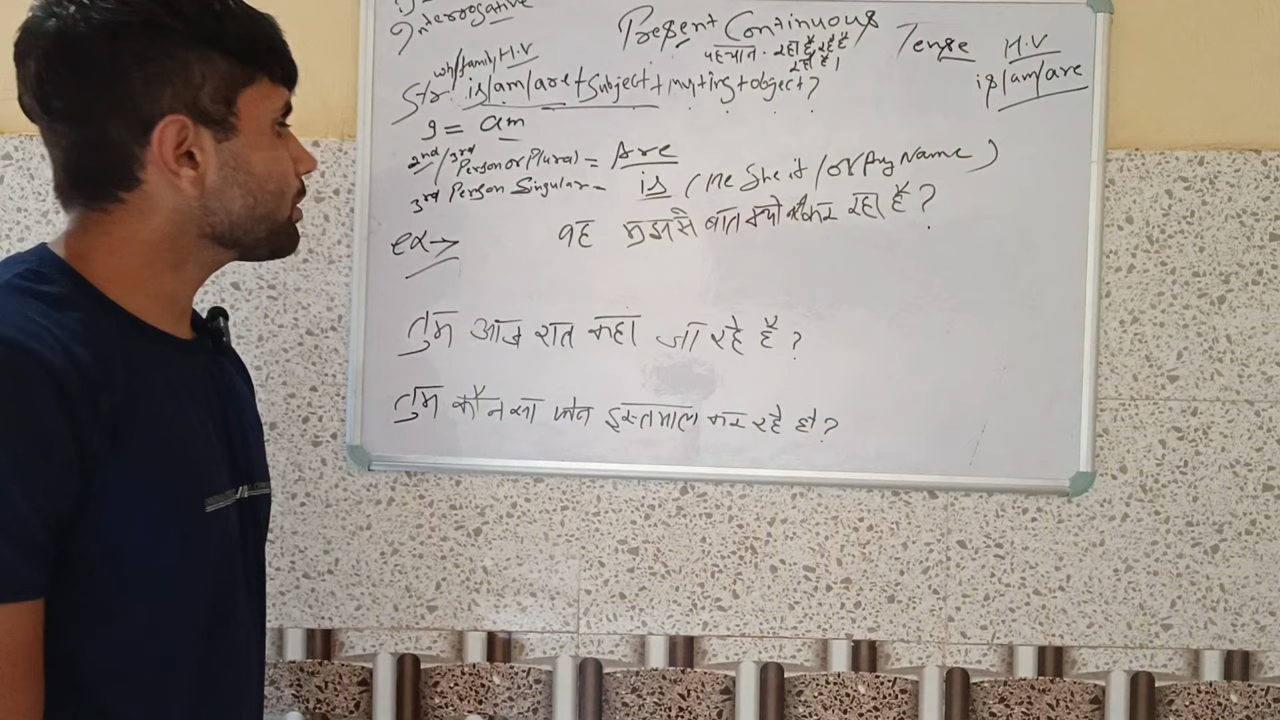 Interrogative
Present Continuous Tense
H.V
पहचान . रहा है, रहे हैं
रही है।
is/am/are
wh/family H.V
Str. is/am/are + Subject + mv + ing + object?
I = am
2nd/3rd Person or Plural = Are
3rd Person Singular = is (He She it / or Any Name)
ex→ वह मुझसे बात क्यों कर रहा है?
तुम आज रात कहां जा रहे है?
तुम कौन सा फोन इस्तमाल कर रहे हो?